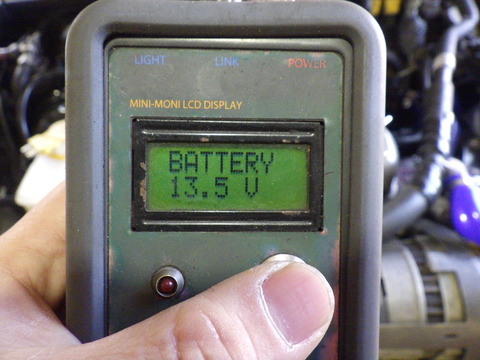 LIGHT LINK POWER
MINI-MONI LCD DISPLAY
BATTERY
13.5 V